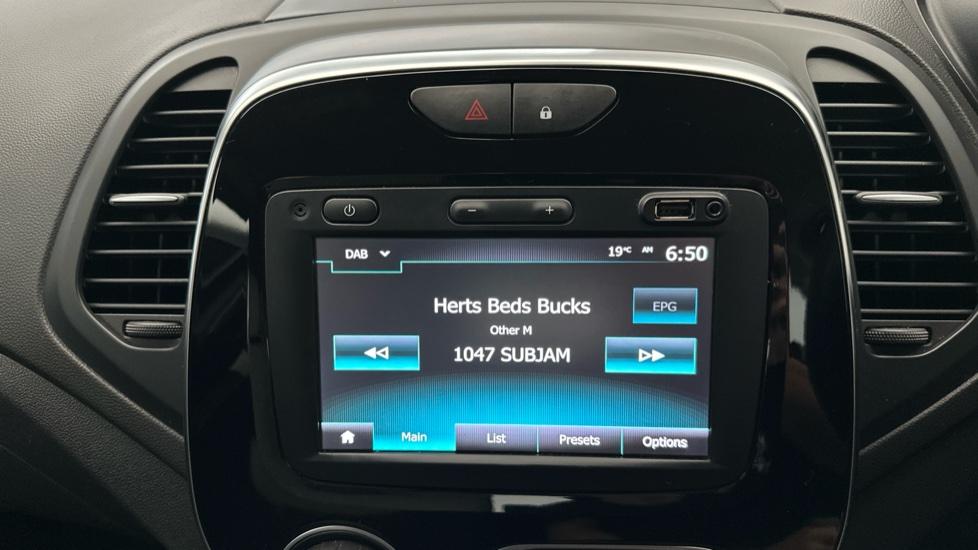 DAB 19°C AM 6:50
Herts Beds Bucks EPG
Other M
1047 SUBJAM
Main List Presets Options